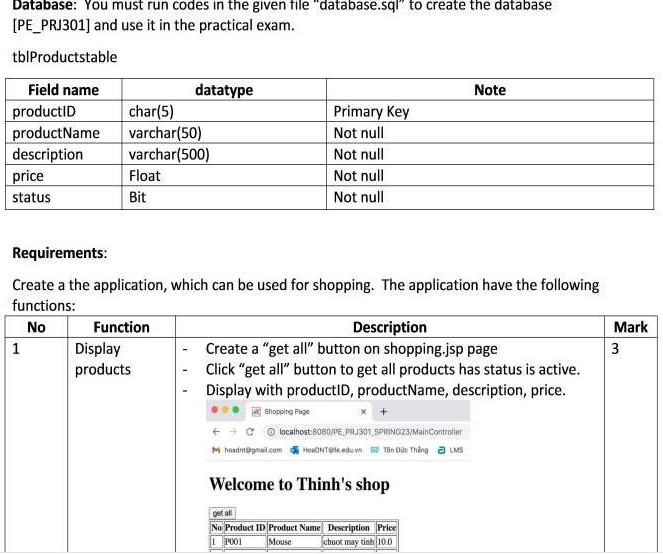 Database: You must run codes in the given file "database.sql" to create the database
[PE_PRJ301] and use it in the practical exam.
tblProductstable
Field name datatype Note
productID char(5) Primary Key
productName varchar(50) Not null
description varchar(500) Not null
price Float Not null
status Bit Not null
Requirements:
Create a the application, which can be used for shopping. The application have the following
functions:
No Function Description Mark
1 Display - Create a "get all" button on shopping.jsp page 3
products - Click "get all" button to get all products has status is active.
- Display with productID, productName, description, price.
Shopping Page × +
localhost:8080/PE_PRJ301_SPRING23/MainController
hoadnt@gmail.com HoaDNT@fe.edu.vn Tôn Đức Thắng LMS
Welcome to Thinh's shop
get all
No Product ID Product Name Description Price
1 P001 Mouse chuot may tinh 10.0